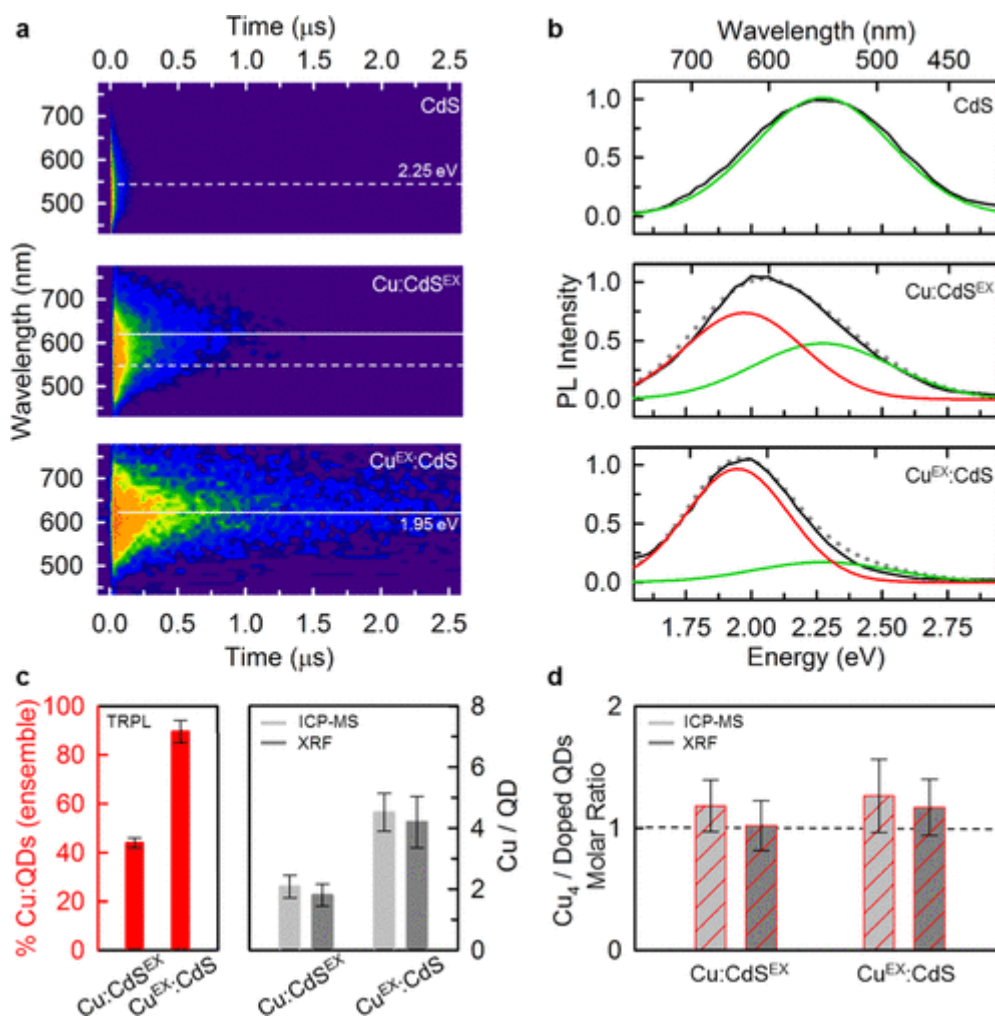 a
Time (μs)
0.0 0.5 1.0 1.5 2.0 2.5
CdS
700
600
500
2.25 eV
Cu:CdS^EX
700
600
500
Cu^EX:CdS
700
600
500
1.95 eV
Wavelength (nm)
0.0 0.5 1.0 1.5 2.0 2.5
Time (μs)
b
Wavelength (nm)
700 600 500 450
CdS
1.0
0.5
0.0
Cu:CdS^EX
1.0
0.5
0.0
Cu^EX:CdS
1.0
0.5
0.0
PL Intensity
1.75 2.00 2.25 2.50 2.75
Energy (eV)
c
% Cu:QDs (ensemble)
100
80
60
40
20
0
TRPL
Cu:CdS^EX
Cu^EX:CdS
ICP-MS
XRF
8
6
4
2
0
Cu / QD
Cu:CdS^EX
Cu^EX:CdS
d
Cu₄ / Doped QDs
Molar Ratio
2
1
0
ICP-MS
XRF
Cu:CdS^EX
Cu^EX:CdS